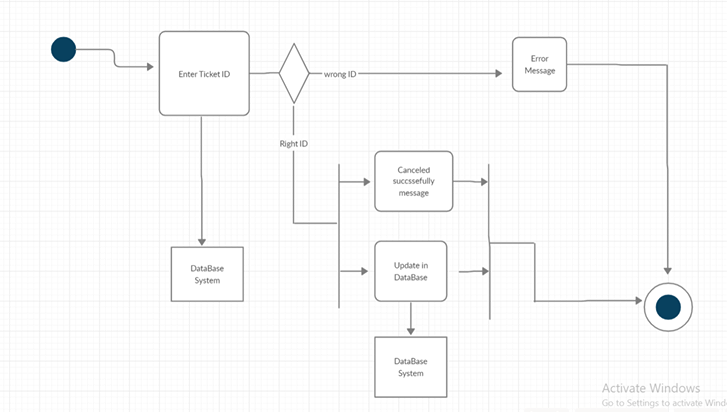 Enter Ticket ID
wrong ID
Error
Message
Right ID
Canceled
succssefully
message
DataBase
System
Update in
DataBase
DataBase
System
Activate Windows
Go to Settings to activate Wind